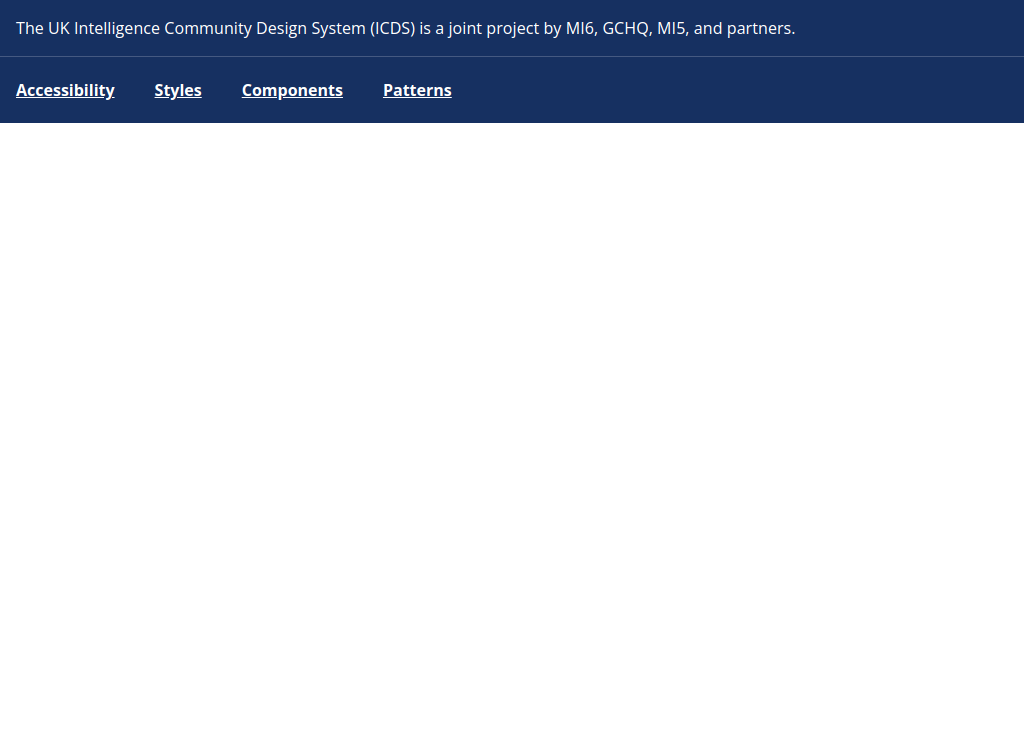 The UK Intelligence Community Design System (ICDS) is a joint project by MI6, GCHQ, MI5, and partners.
Accessibility Styles Components Patterns